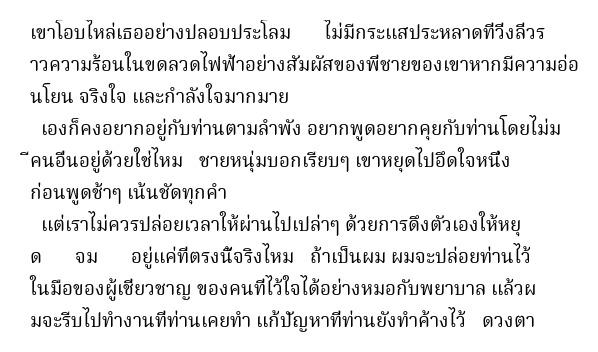 เขาโอบไหล่เธออย่างปลอบประโลม ไม่มีกระแสประหลาดที่วิ่งลิ่วร
าวความร้อนในขดลวดไฟฟ้าอย่างสัมผัสของพี่ชายของเขาหากมีความอ่อ
นโยน จริงใจ และกำลังใจมากมาย
เองก็คงอยากอยู่กับท่านตามลำพัง อยากพูดอยากคุยกับท่านโดยไม่ม
ีคนอื่นอยู่ด้วยใช่ไหม ชายหนุ่มบอกเรียบๆ เขาหยุดไปอึดใจหนึ่ง
ก่อนพูดช้าๆ เน้นชัดทุกคำ
แต่เราไม่ควรปล่อยเวลาให้ผ่านไปเปล่าๆ ด้วยการดึงตัวเองให้หยุ
ด จม อยู่แค่ที่ตรงนี้จริงไหม ถ้าเป็นผม ผมจะปล่อยท่านไว้
ในมือของผู้เชี่ยวชาญ ของคนที่ไว้ใจได้อย่างหมอกับพยาบาล แล้วผ
มจะรีบไปทำงานที่ท่านเคยทำ แก้ปัญหาที่ท่านยังทำค้างไว้ ดวงตา